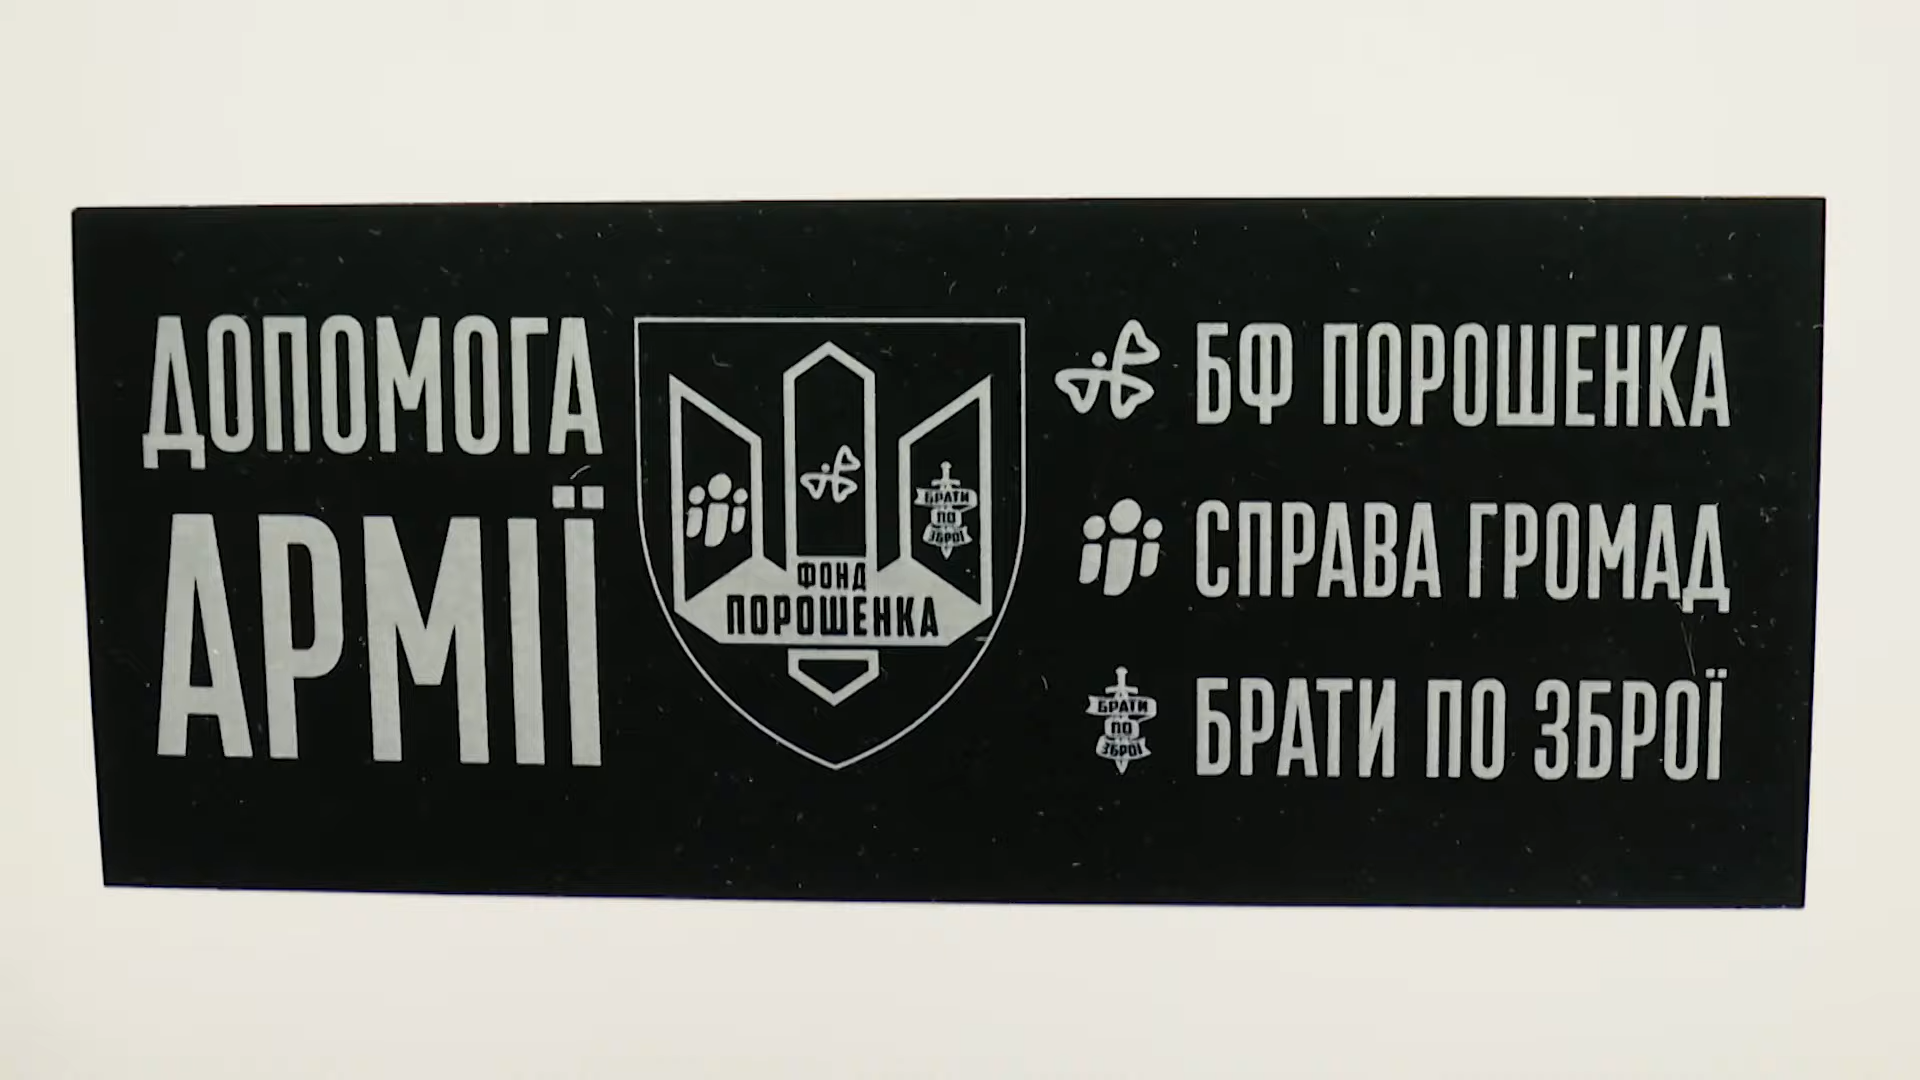 ДОПОМОГА
АРМІЇ
БРАТИ
ПО
ЗБРОЇ
ФОНД
ПОРОШЕНКА
БФ ПОРОШЕНКА
СПРАВА ГРОМАД
БРАТИ
ПО
ЗБРОЇ
БРАТИ ПО ЗБРОЇ